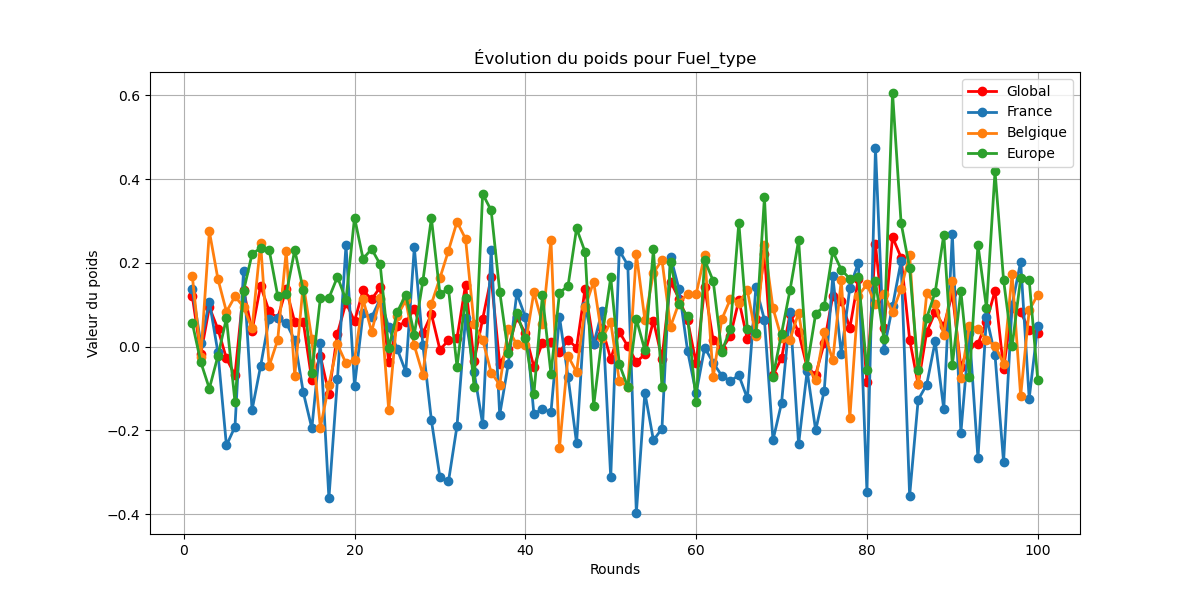 Évolution du poids pour Fuel_type
Global
France
Belgique
Europe
Valeur du poids
0.6
0.4
0.2
0.0
−0.2
−0.4
0 20 40 60 80 100
Rounds